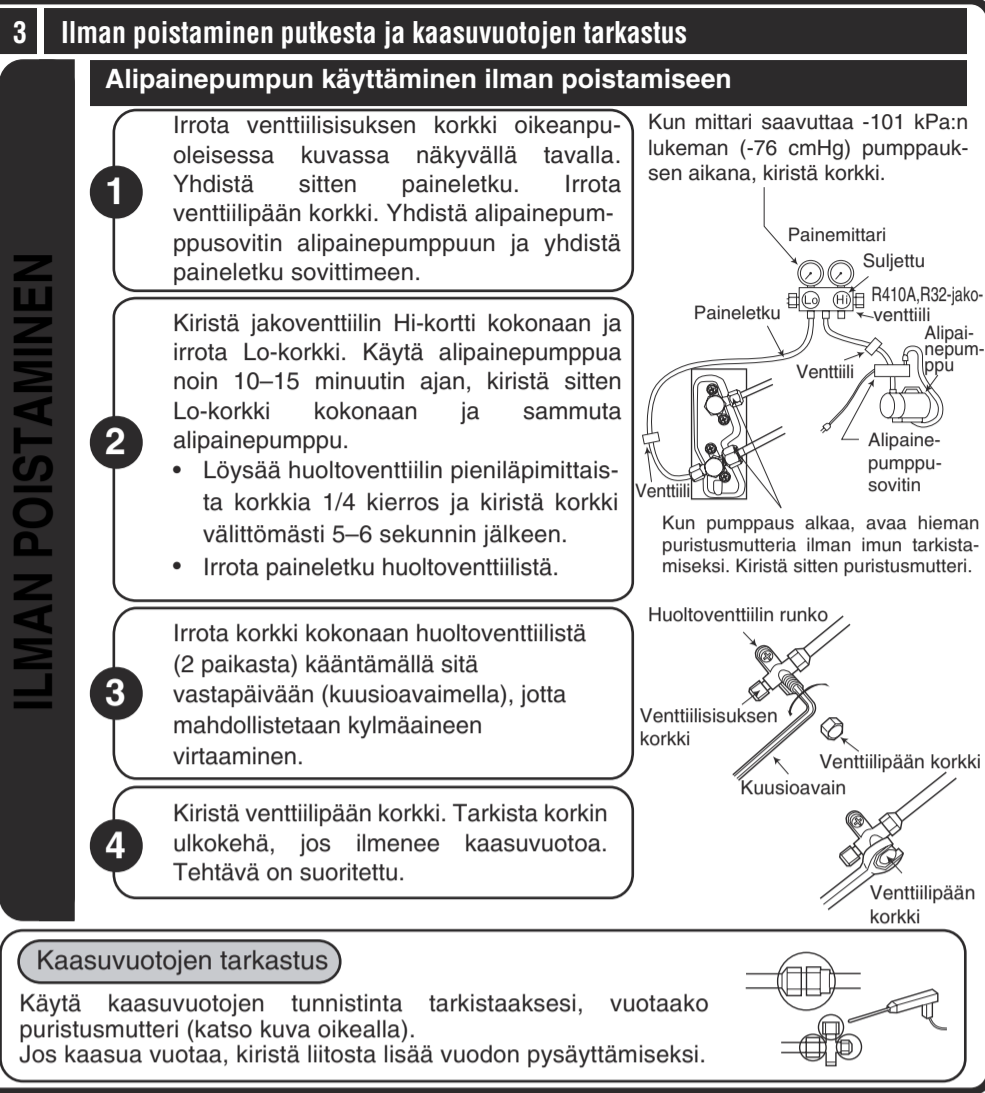 3 Ilman poistaminen putkesta ja kaasuvuotojen tarkastus
ILMAN POISTAMINEN
Alipainepumpun käyttäminen ilman poistamiseen
1
Irrota venttiilisisuksen korkki oikeanpu-
oleisessa kuvassa näkyvällä tavalla.
Yhdistä sitten paineletku. Irrota
venttiilipään korkki. Yhdistä alipainepum-
ppusovitin alipainepumppuun ja yhdistä
paineletku sovittimeen.
2
Kiristä jakoventtiilin Hi-kortti kokonaan ja
irrota Lo-korkki. Käytä alipainepumppua
noin 10–15 minuutin ajan, kiristä sitten
Lo-korkki kokonaan ja sammuta
alipainepumppu.
• Löysää huoltoventtiilin pieniläpimittais-
ta korkkia 1/4 kierros ja kiristä korkki
välittömästi 5–6 sekunnin jälkeen.
• Irrota paineletku huoltoventtiilistä.
3
Irrota korkki kokonaan huoltoventtiilistä
(2 paikasta) kääntämällä sitä
vastapäivään (kuusioavaimella), jotta
mahdollistetaan kylmäaineen
virtaaminen.
4
Kiristä venttiilipään korkki. Tarkista korkin
ulkokehä, jos ilmenee kaasuvuotoa.
Tehtävä on suoritettu.
Kun mittari saavuttaa -101 kPa:n
lukeman (-76 cmHg) pumppauk-
sen aikana, kiristä korkki.
Painemittari
Suljettu
Lo Hi
R410A,R32-jako-
venttiili
Paineletku
Alipai-
nepum-
ppu
Venttiili
Alipaine-
pumppu-
sovitin
Venttiili
Kun pumppaus alkaa, avaa hieman
puristusmutteria ilman imun tarkista-
miseksi. Kiristä sitten puristusmutteri.
Huoltoventtiilin runko
Venttiilisisuksen
korkki
Venttiilipään korkki
Kuusioavain
Venttiilipään
korkki
Kaasuvuotojen tarkastus
Käytä kaasuvuotojen tunnistinta tarkistaaksesi, vuotaako
puristusmutteri (katso kuva oikealla).
Jos kaasua vuotaa, kiristä liitosta lisää vuodon pysäyttämiseksi.